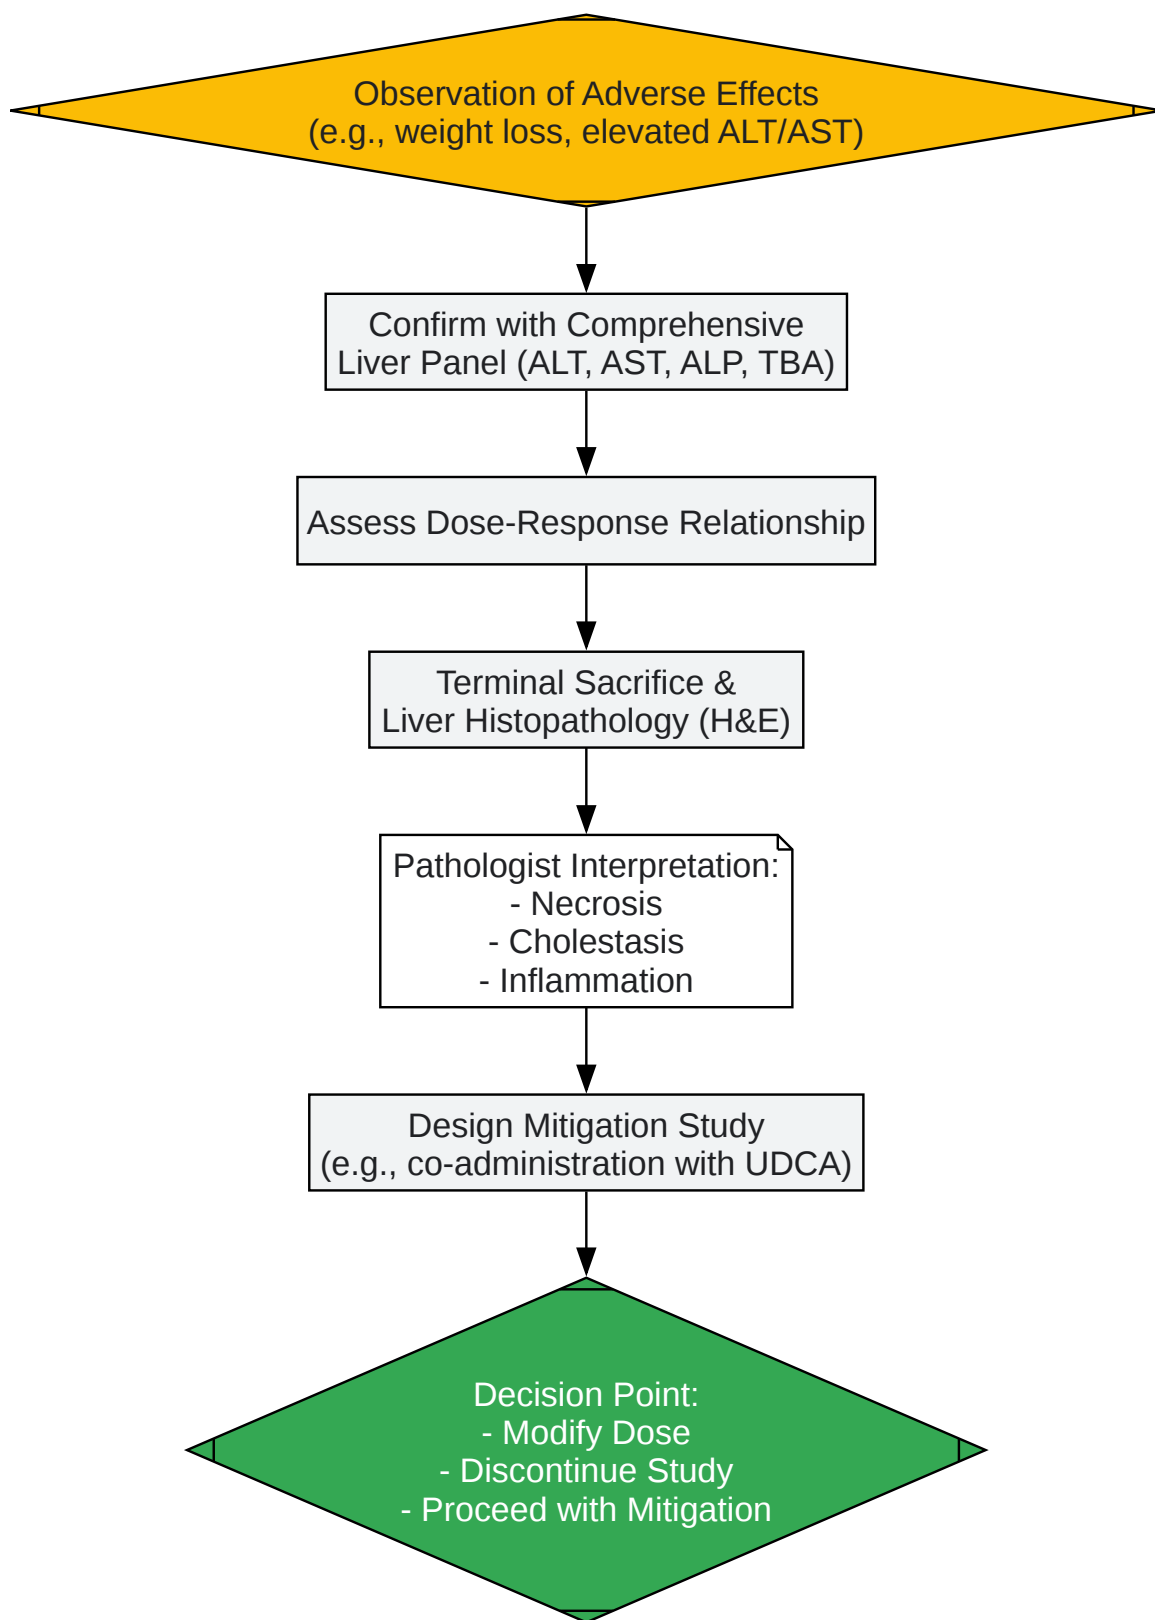 Observation of Adverse Effects
(e.g., weight loss, elevated ALT/AST)
Confirm with Comprehensive
Liver Panel (ALT, AST, ALP, TBA)
Assess Dose-Response Relationship
Terminal Sacrifice &
Liver Histopathology (H&E)
Pathologist Interpretation:
- Necrosis
- Cholestasis
- Inflammation
Design Mitigation Study
(e.g., co-administration with UDCA)
Decision Point:
- Modify Dose
- Discontinue Study
- Proceed with Mitigation